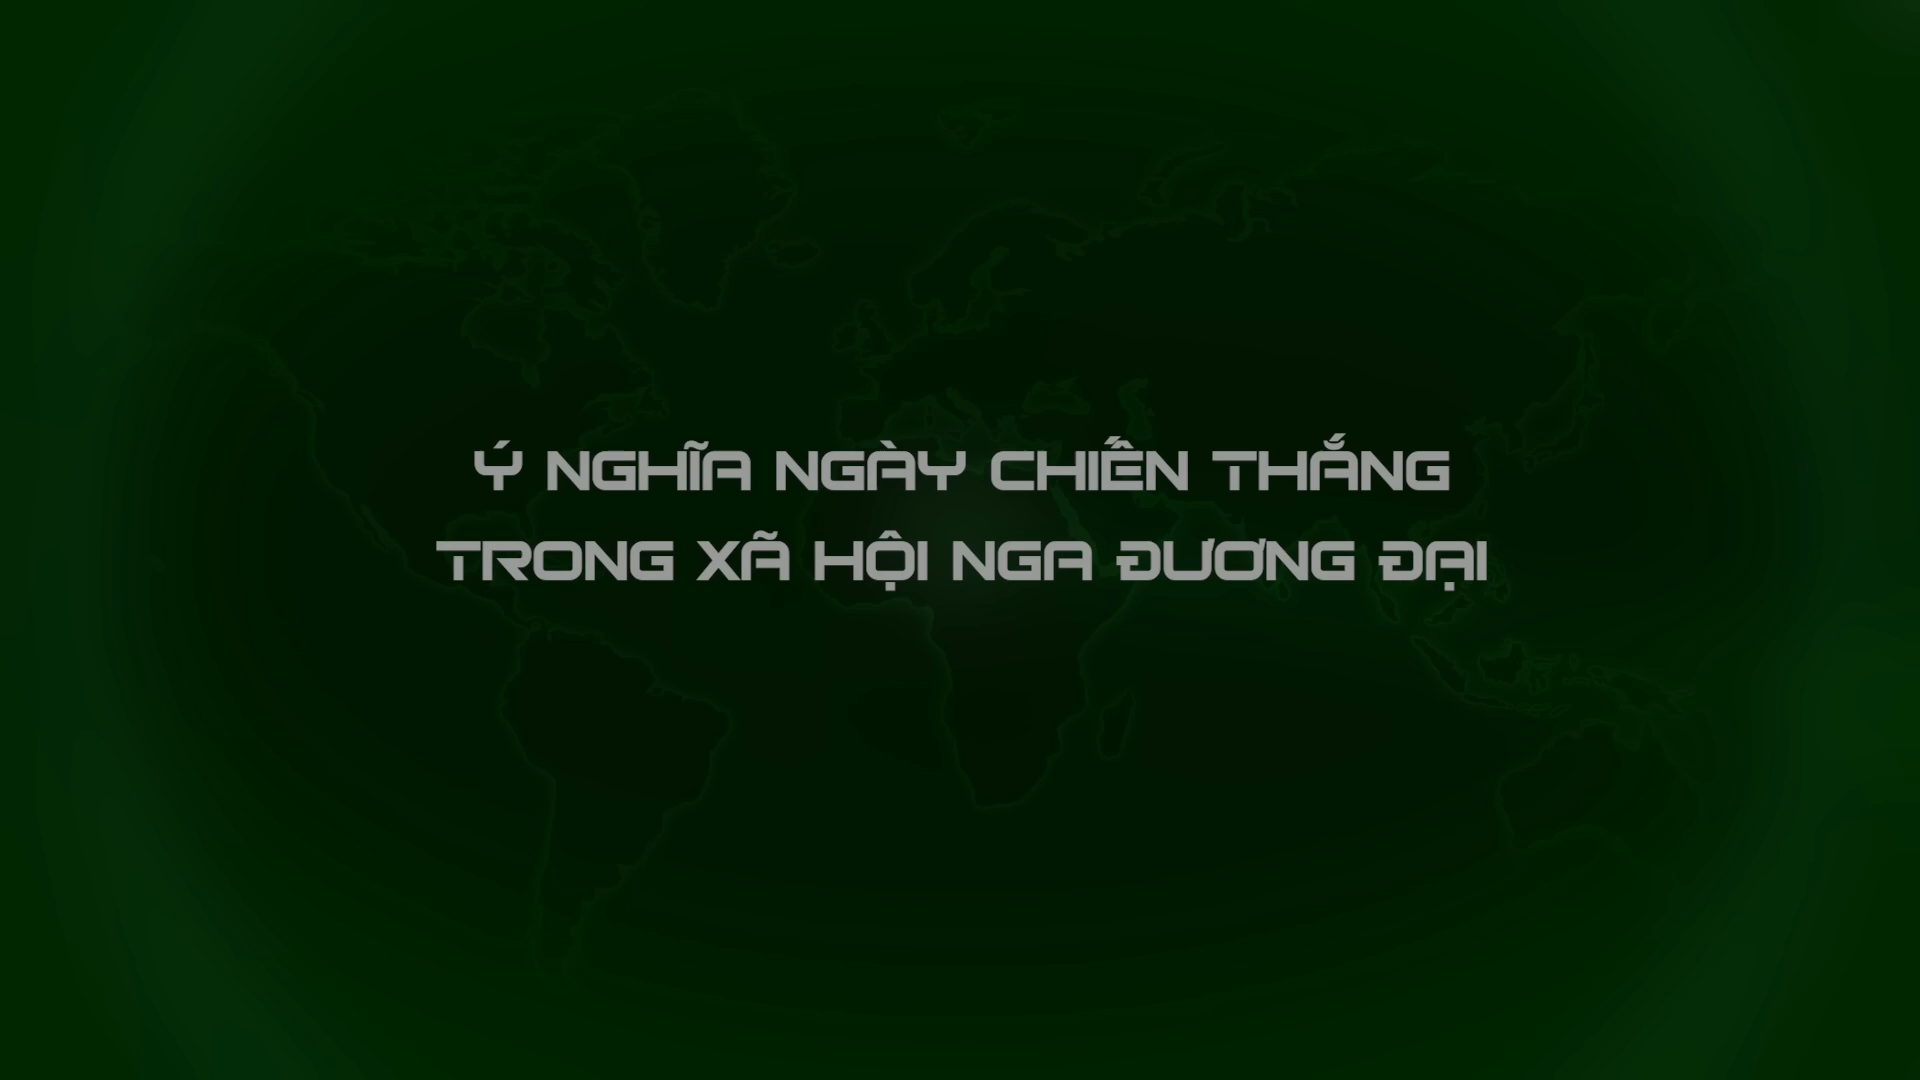 Ý NGHĨA NGÀY CHIẾN THẮNG
TRONG XÃ HỘI NGA ĐƯƠNG ĐẠI